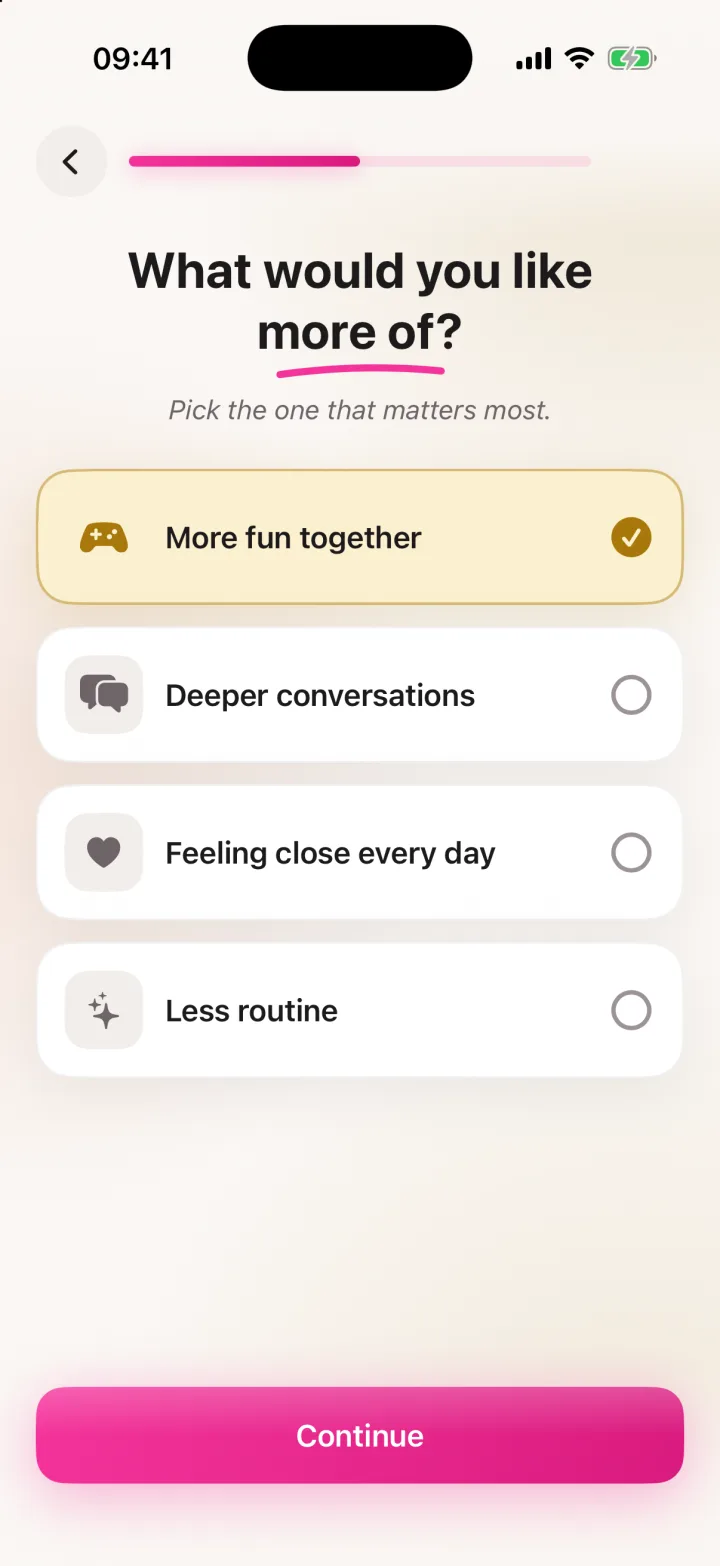 09:41
What would you like
more of?
Pick the one that matters most.
More fun together
Deeper conversations
Feeling close every day
Less routine
Continue